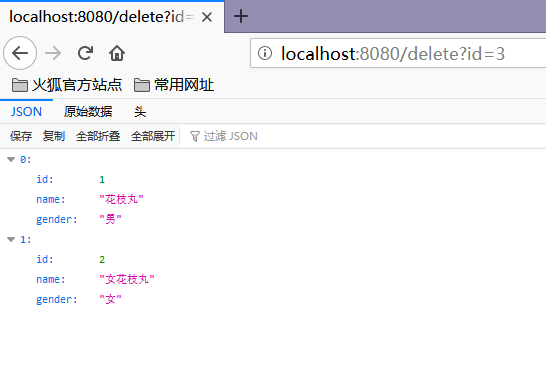 localhost:8080/delete?id=3
localhost:8080/delete?id=3
火狐官方站点 常用网址
JSON 原始数据 头
保存 复制 全部折叠 全部展开 过滤 JSON
0:
id: 1
name: "花枝丸"
gender: "男"
1:
id: 2
name: "女花枝丸"
gender: "女"